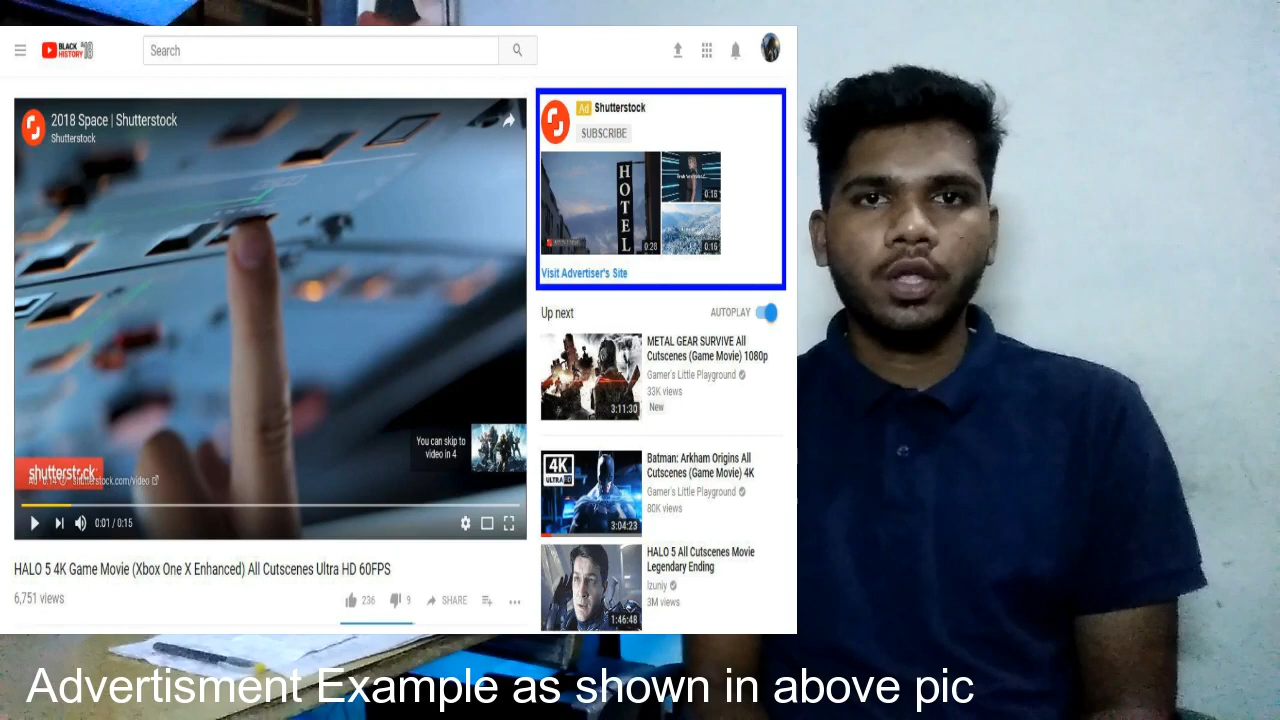 BLACK HISTORY '18
Search
2018 Space | Shutterstock
Shutterstock
You can skip to
video in 4
shutterstock
Ad · 0:14 shutterstock.com/video
0:01 / 0:15
HALO 5 4K Game Movie (Xbox One X Enhanced) All Cutscenes Ultra HD 60FPS
6,751 views
236
9
SHARE
Ad Shutterstock
SUBSCRIBE
HOTEL
0:28
0:16
0:15
Visit Advertiser's Site
Up next
AUTOPLAY
METAL GEAR SURVIVE All
Cutscenes (Game Movie) 1080p
Gamer's Little Playground
33K views
New
3:11:30
Batman: Arkham Origins All
Cutscenes (Game Movie) 4K
Gamer's Little Playground
80K views
4K
ULTRA HD
3:04:23
HALO 5 All Cutscenes Movie
Legendary Ending
Izuniy
3M views
1:46:48
Advertisment Example as shown in above pic